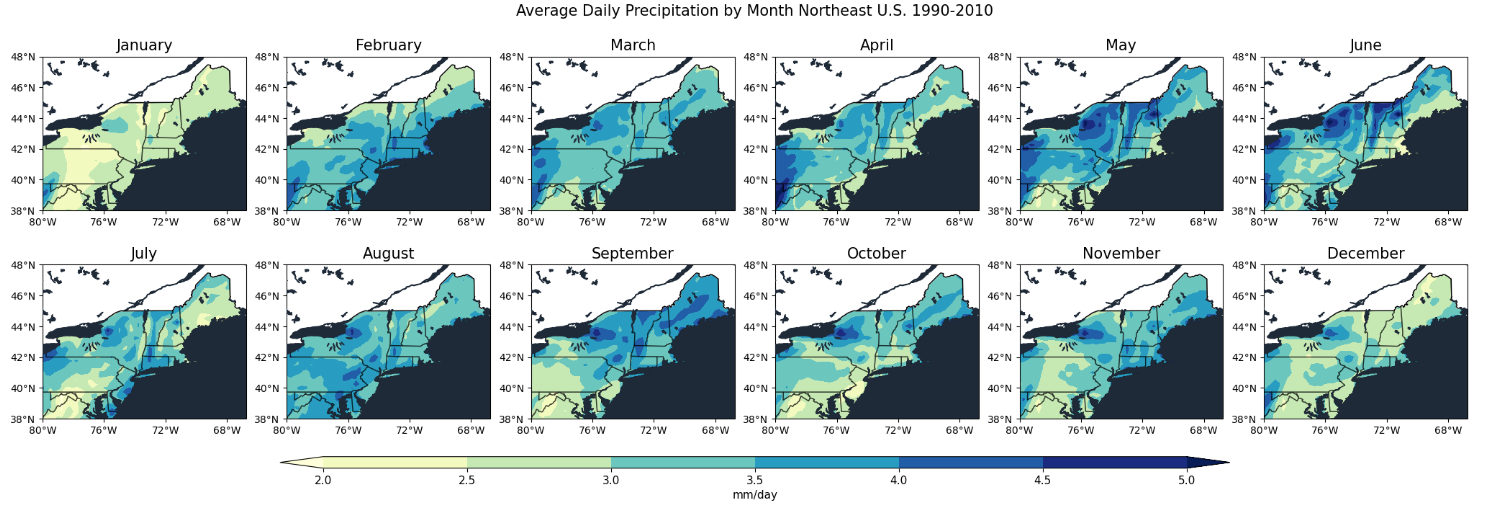 Average Daily Precipitation by Month Northeast U.S. 1990-2010
January February March April May June
48°N 48°N 48°N 48°N 48°N 48°N
46°N 46°N 46°N 46°N 46°N 46°N
44°N 44°N 44°N 44°N 44°N 44°N
42°N 42°N 42°N 42°N 42°N 42°N
40°N 40°N 40°N 40°N 40°N 40°N
38°N 38°N 38°N 38°N 38°N 38°N
80°W 76°W 72°W 68°W 80°W 76°W 72°W 68°W 80°W 76°W 72°W 68°W 80°W 76°W 72°W 68°W 80°W 76°W 72°W 68°W 80°W 76°W 72°W 68°W
July August September October November December
48°N 48°N 48°N 48°N 48°N 48°N
46°N 46°N 46°N 46°N 46°N 46°N
44°N 44°N 44°N 44°N 44°N 44°N
42°N 42°N 42°N 42°N 42°N 42°N
40°N 40°N 40°N 40°N 40°N 40°N
38°N 38°N 38°N 38°N 38°N 38°N
80°W 76°W 72°W 68°W 80°W 76°W 72°W 68°W 80°W 76°W 72°W 68°W 80°W 76°W 72°W 68°W 80°W 76°W 72°W 68°W 80°W 76°W 72°W 68°W
2.0 2.5 3.0 3.5 4.0 4.5 5.0
mm/day